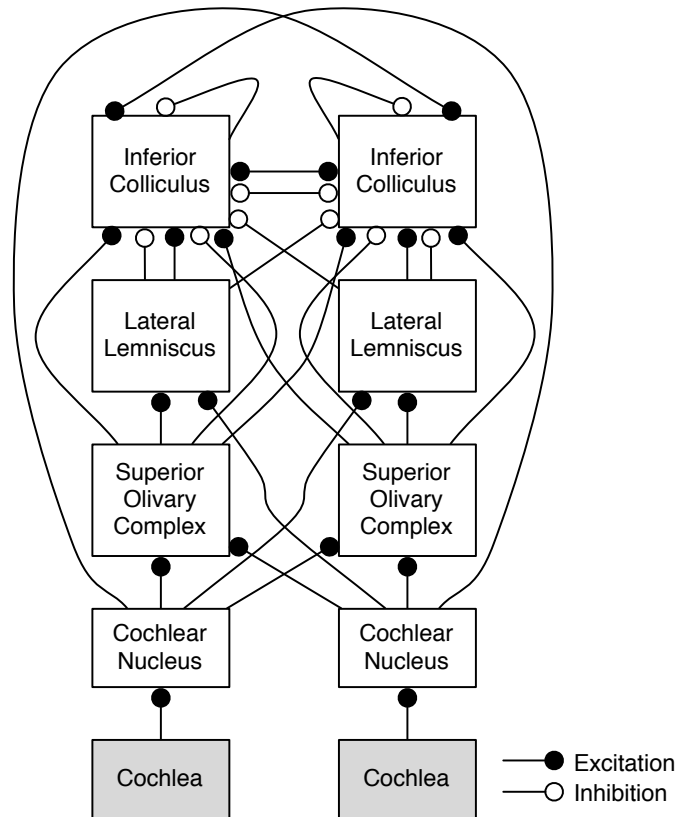 Inferior
Colliculus
Inferior
Colliculus
Lateral
Lemniscus
Lateral
Lemniscus
Superior
Olivary
Complex
Superior
Olivary
Complex
Cochlear
Nucleus
Cochlear
Nucleus
Cochlea
Cochlea
Excitation
Inhibition